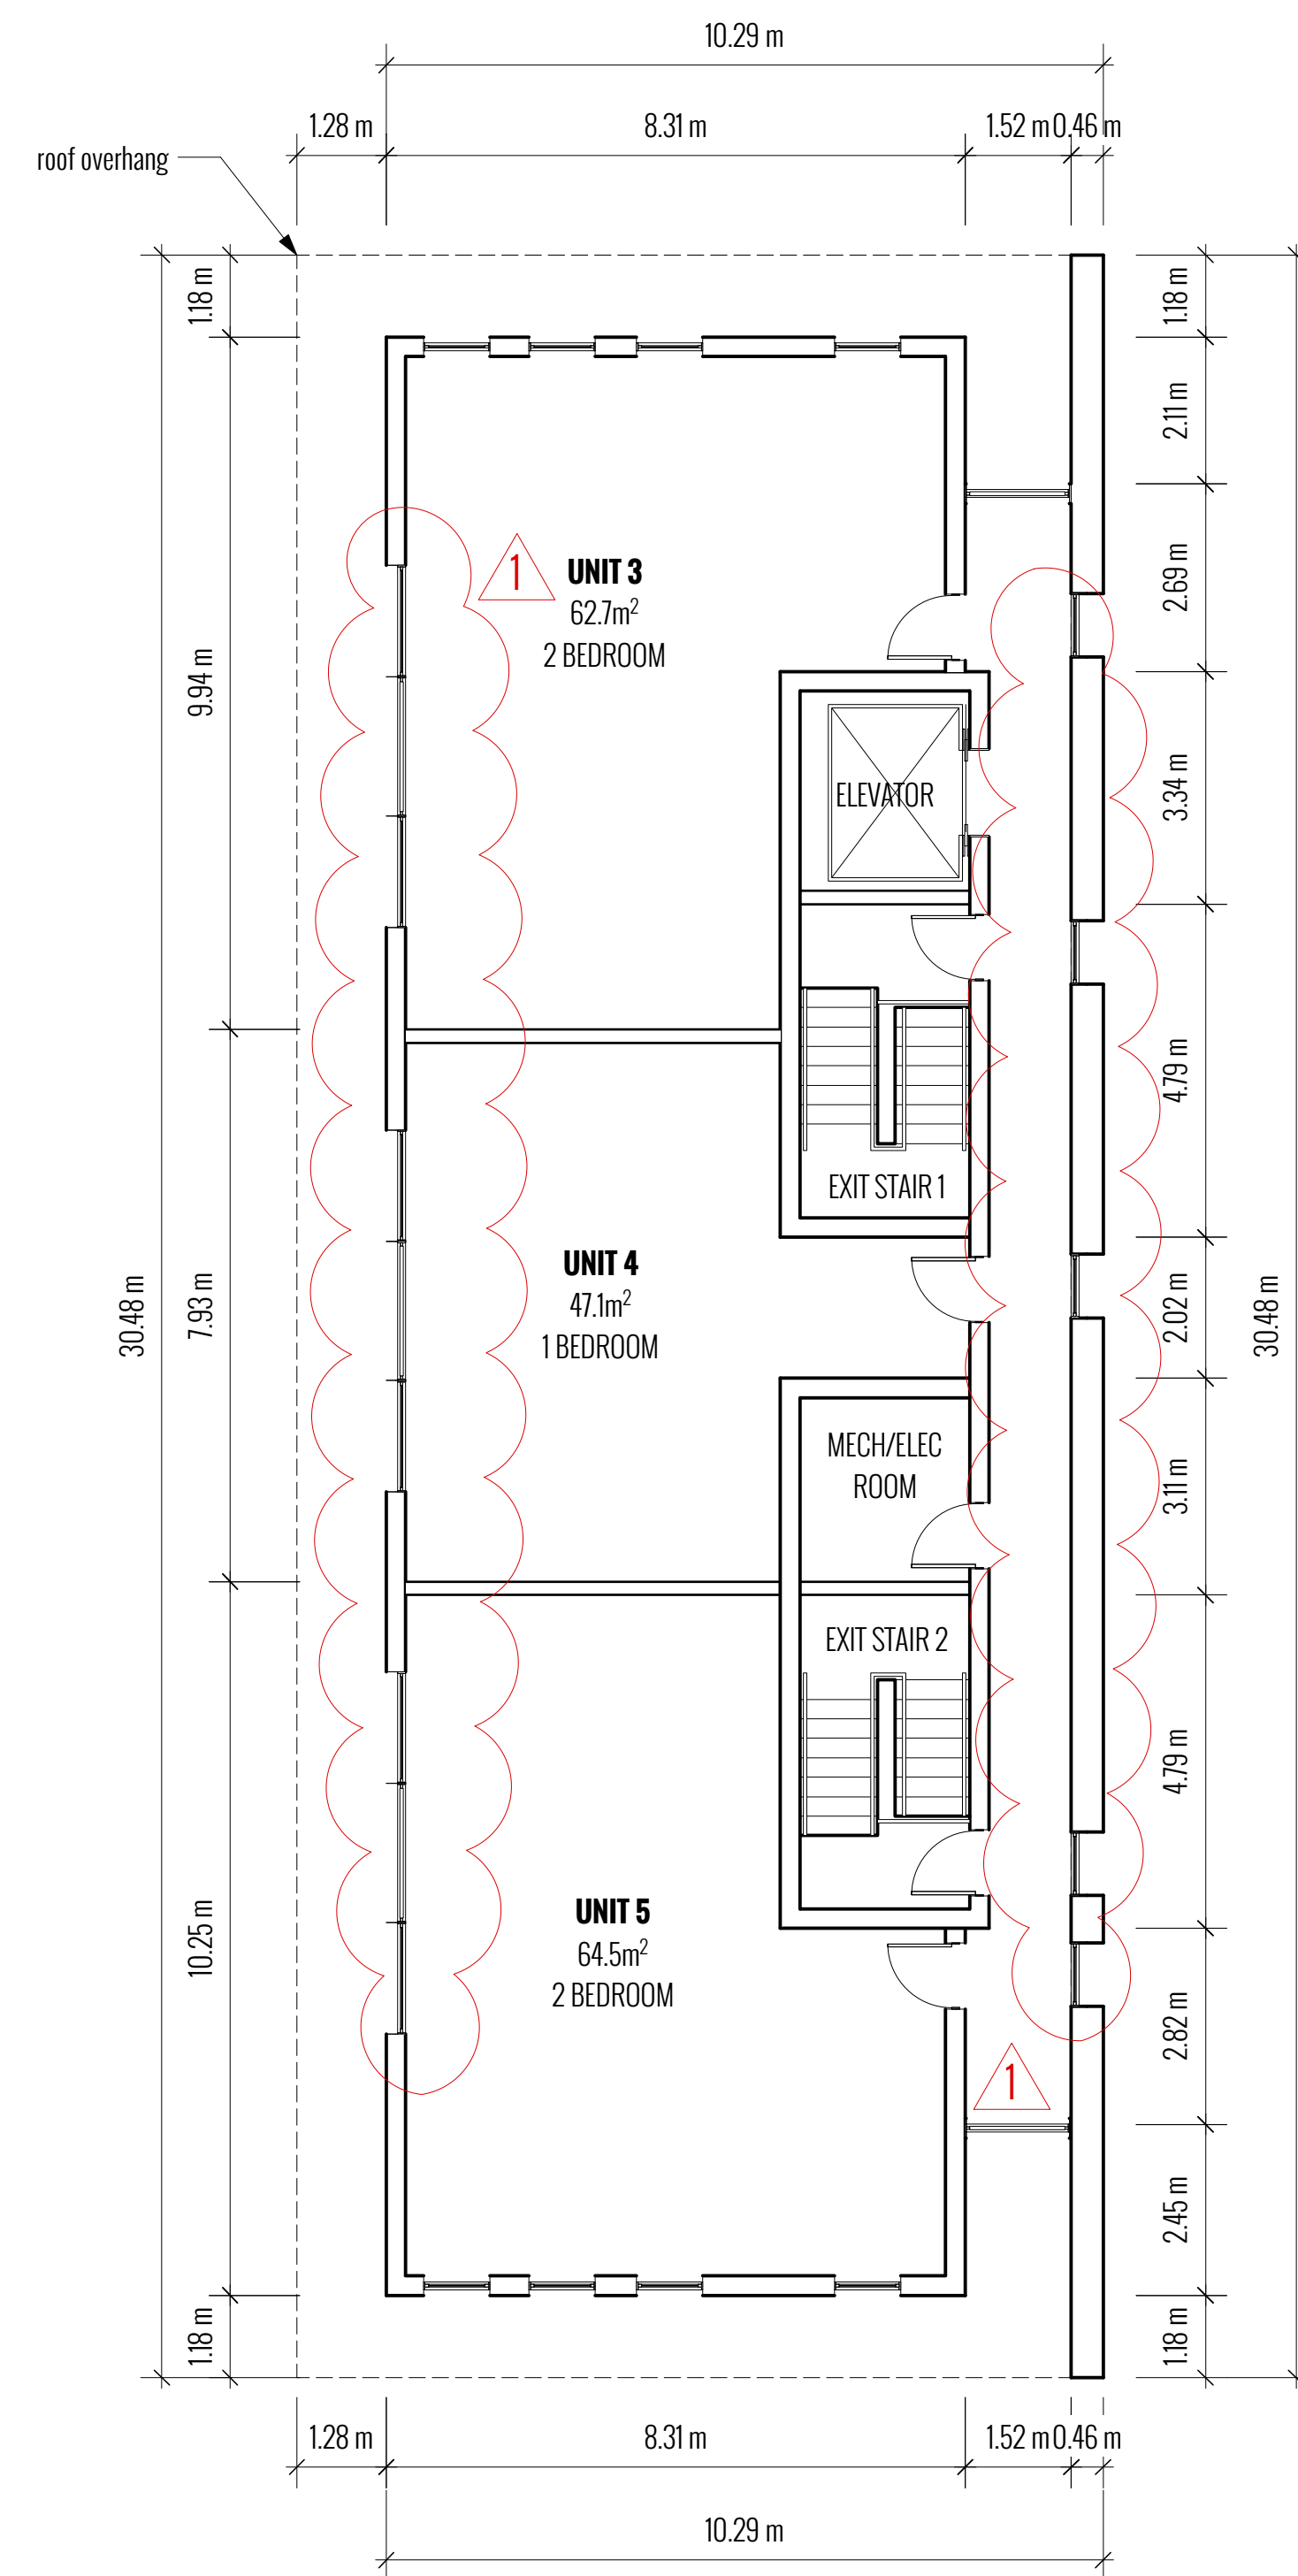 10.29 m
1.28 m
8.31 m
1.52 m
0.46 m
roof overhang
1.18 m
1.18 m
2.11 m
1
UNIT 3
62.7m²
2 BEDROOM
2.69 m
9.94 m
3.34 m
ELEVATOR
4.79 m
EXIT STAIR 1
UNIT 4
47.1m²
1 BEDROOM
30.48 m
7.93 m
2.02 m
30.48 m
MECH/ELEC
ROOM
3.11 m
EXIT STAIR 2
4.79 m
UNIT 5
64.5m²
2 BEDROOM
10.25 m
2.82 m
1
2.45 m
1.18 m
1.18 m
1.28 m
8.31 m
1.52 m
0.46 m
10.29 m